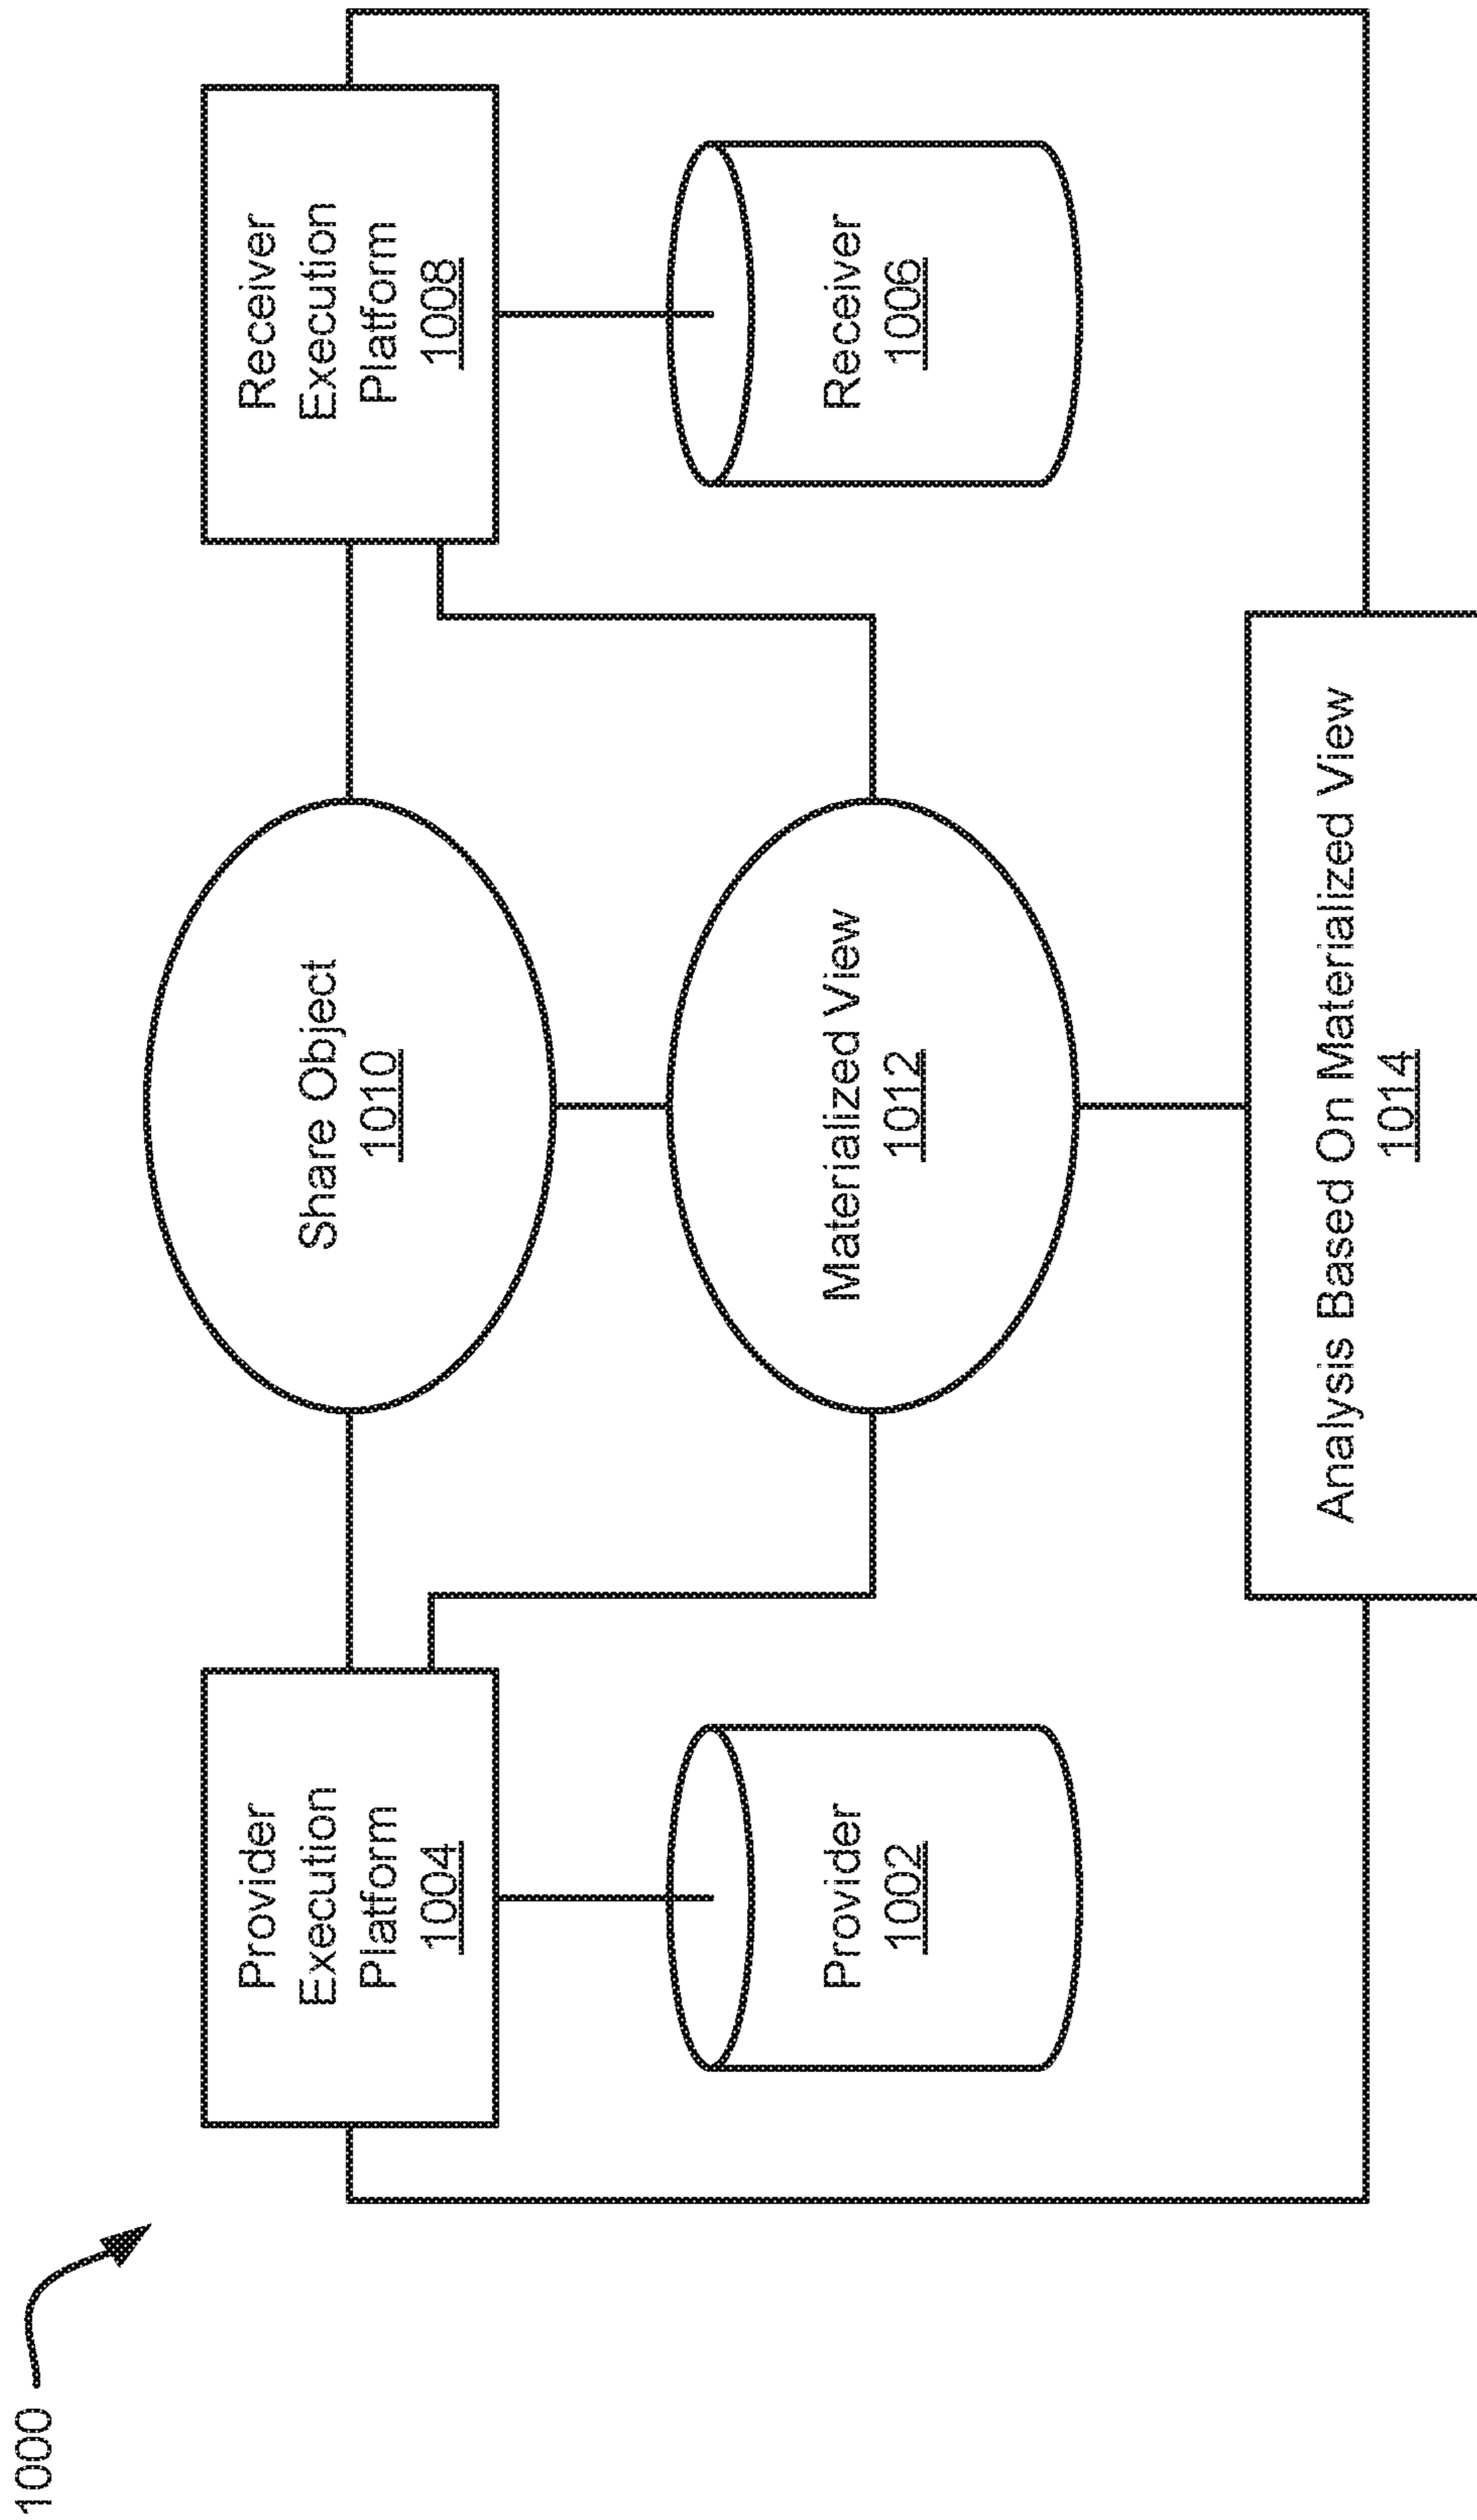 1000
Provider
Execution
Platform
1004
Share Object
1010
Receiver
Execution
Platform
1008
Provider
1002
Materialized View
1012
Receiver
1006
Analysis Based On Materialized View
1014